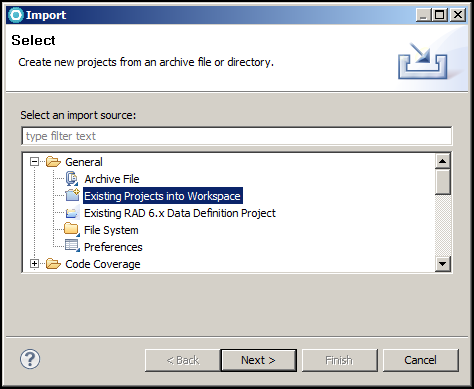 Import
Select
Create new projects from an archive file or directory.
Select an import source:
type filter text
General
Archive File
Existing Projects into Workspace
Existing RAD 6.x Data Definition Project
File System
Preferences
Code Coverage
?
< Back
Next >
Finish
Cancel